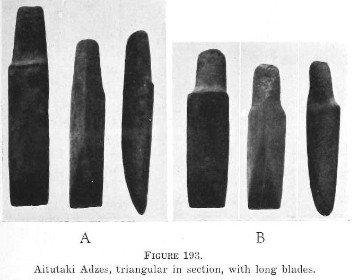 A B
FIGURE 193.
Aitutaki Adzes, triangular in section, with long blades.